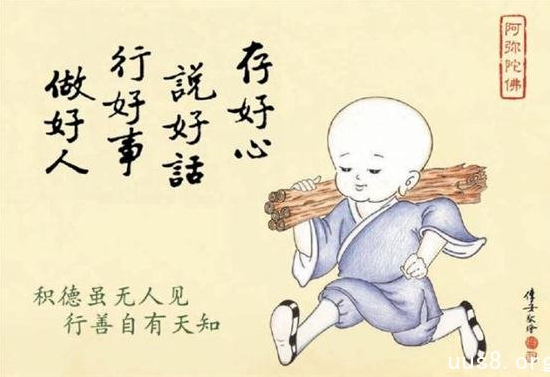 阿弥陀佛
存好心
說好話
行好事
做好人
积德虽无人见
行善自有天知
uus8.org